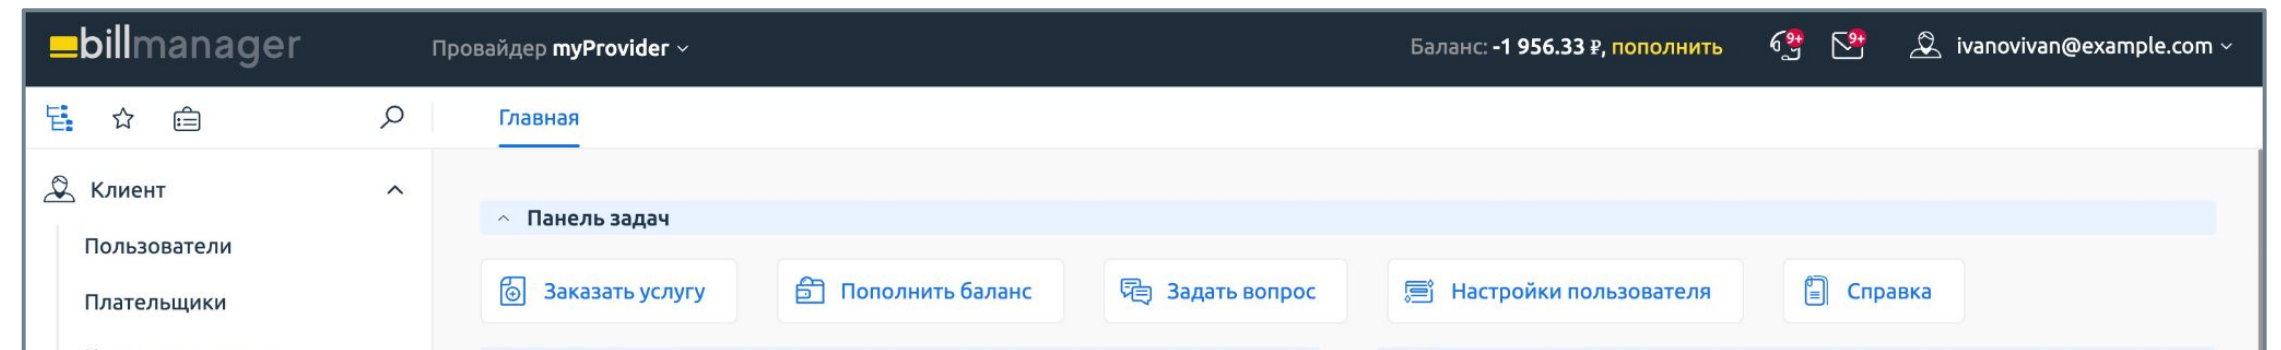 billmanager
Провайдер myProvider
Баланс: -1 956.33 ₽, пополнить
9+
9+
ivanovivan@example.com
Главная
Клиент
Панель задач
Пользователи
Заказать услугу
Пополнить баланс
Задать вопрос
Настройки пользователя
Справка
Плательщики